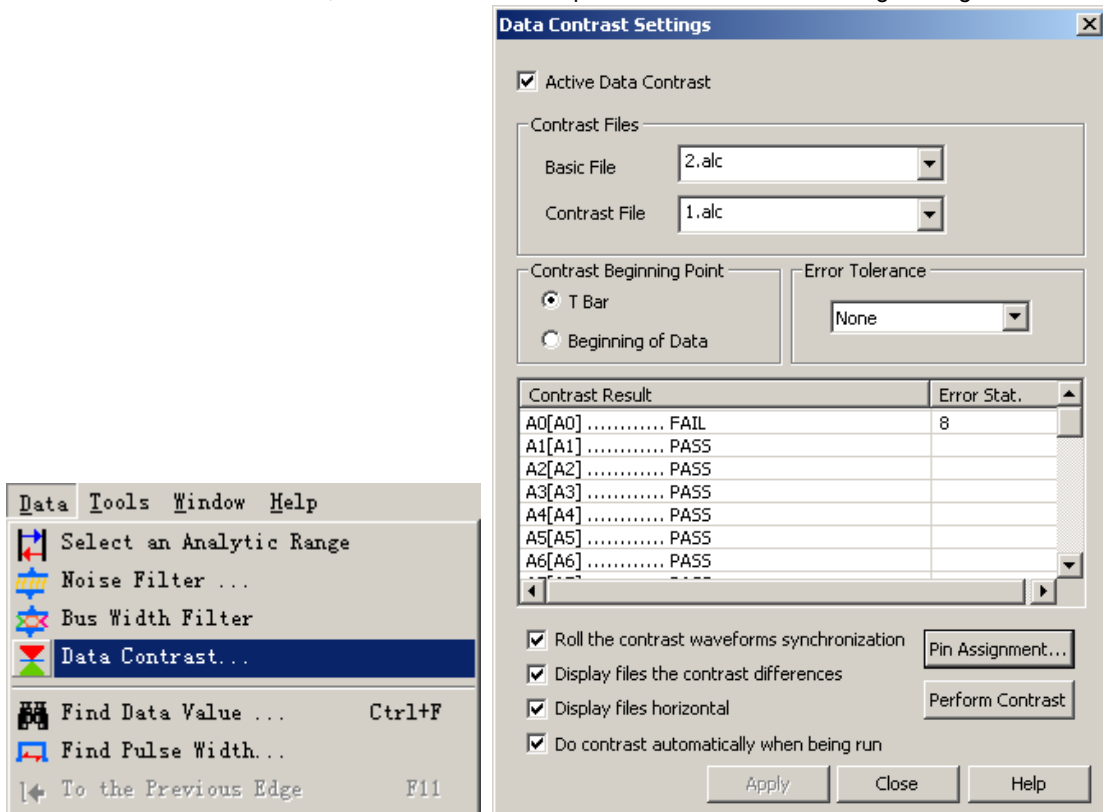 Data Contrast Settings
Active Data Contrast
Contrast Files
Basic File 2.alc
Contrast File 1.alc
Contrast Beginning Point Error Tolerance
T Bar
None
Beginning of Data
Contrast Result Error Stat.
A0[A0] ............ FAIL 8
A1[A1] ............ PASS
A2[A2] ............ PASS
A3[A3] ............ PASS
A4[A4] ............ PASS
A5[A5] ............ PASS
A6[A6] ............ PASS
Roll the contrast waveforms synchronization
Pin Assignment...
Display files the contrast differences
Display files horizontal
Perform Contrast
Do contrast automatically when being run
Apply Close Help
Data Tools Window Help
Select an Analytic Range
Noise Filter ...
Bus Width Filter
Data Contrast...
Find Data Value ... Ctrl+F
Find Pulse Width...
To the Previous Edge F11